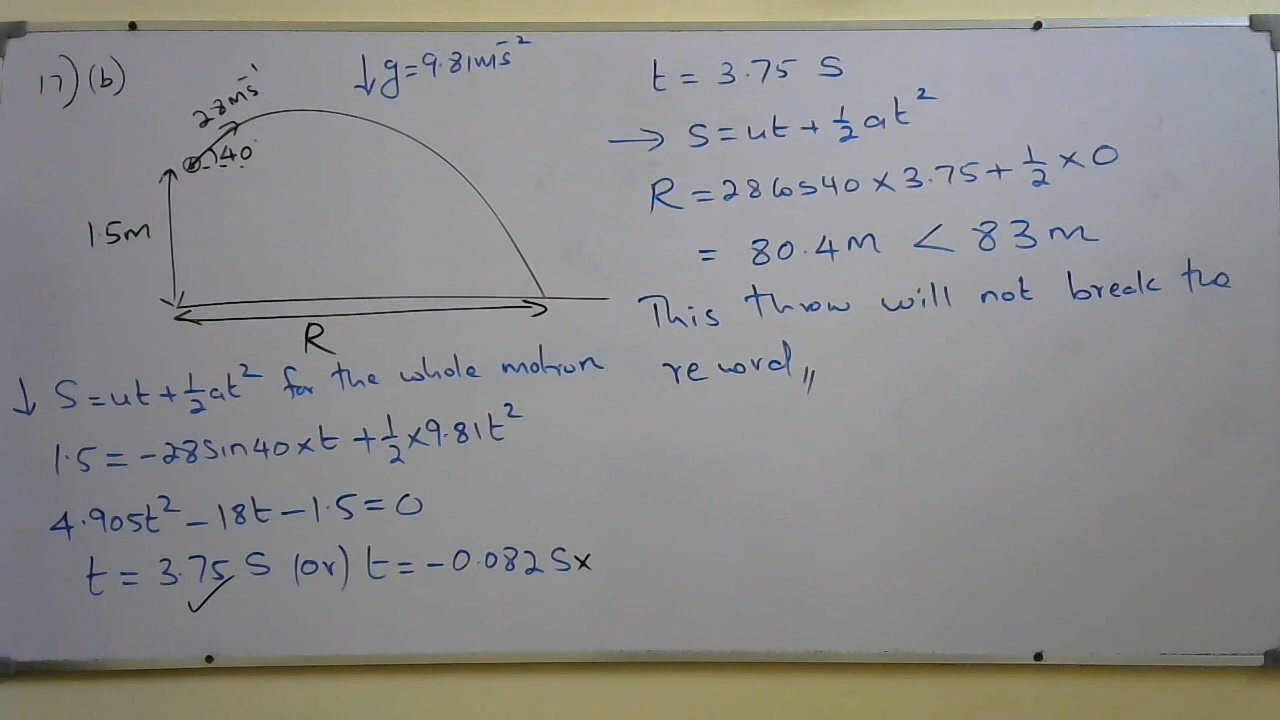 17)(b)
↓g=9.81ms⁻²
28ms⁻¹
40°
1.5m
R
↓ S=ut+½at² for the whole motion
1.5=-28sin40×t+½×9.81t²
4.905t²-18t-1.5=0
t=3.75 S (or) t=-0.082S×
✓
t=3.75 S
→ S=ut+½at²
R=28cos40×3.75+½×0
= 80.4m < 83m
This throw will not break the
record,,